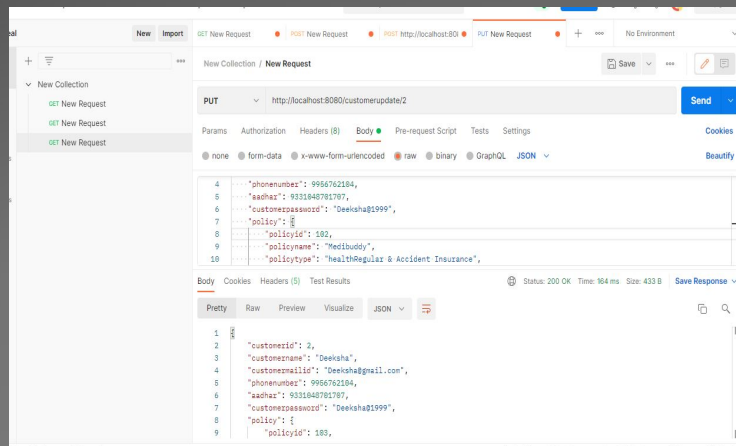 New Import GET New Request POST New Request POST http://localhost:80 PUT New Request + No Environment
New Collection / New Request Save
New Collection
GET New Request
GET New Request
GET New Request
PUT http://localhost:8080/customerupdate/2 Send
Params Authorization Headers (8) Body Pre-request Script Tests Settings Cookies
none form-data x-www-form-urlencoded raw binary GraphQL JSON Beautify
4 "phonenumber": 9956762104,
5 "aadhar": 9331048701707,
6 "customerpassword": "Deeksha@1999",
7 "policy": {
8 "policyid": 102,
9 "policyname": "Medibuddy",
10 "policytype": "healthRegular & Accident Insurance",
Body Cookies Headers (5) Test Results Status: 200 OK Time: 164 ms Size: 433 B Save Response
Pretty Raw Preview Visualize JSON
1 {
2 "customerid": 2,
3 "customername": "Deeksha",
4 "customermailid": "Deeksha@gmail.com",
5 "phonenumber": 9956762104,
6 "aadhar": 9331048701707,
7 "customerpassword": "Deeksha@1999",
8 "policy": {
9 "policyid": 103,